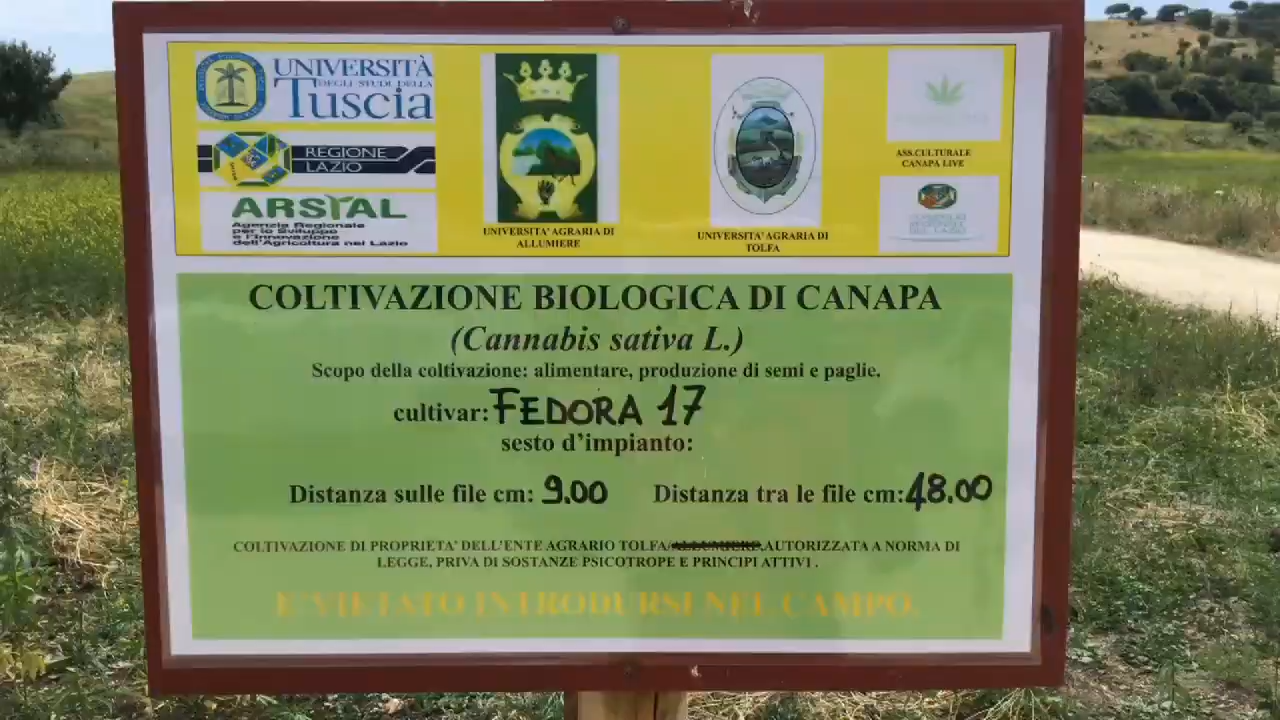 UNIVERSITÀ
DEGLI STUDI DELLA
Tuscia
REGIONE
LAZIO
ARSIAL
Agenzia Regionale
per lo Sviluppo
e l'Innovazione
dell'Agricoltura nel Lazio
UNIVERSITA' AGRARIA DI
ALLUMIERE
UNIVERSITA' AGRARIA DI
TOLFA
ASS.CULTURALE
CANAPA LIVE
COLTIVAZIONE BIOLOGICA DI CANAPA
(Cannabis sativa L.)
Scopo della coltivazione: alimentare, produzione di semi e paglie.
cultivar: FEDORA 17
sesto d'impianto:
Distanza sulle file cm: 9.00 Distanza tra le file cm: 48.00
COLTIVAZIONE DI PROPRIETA' DELL'ENTE AGRARIO TOLFA/ALLUMIERE,AUTORIZZATA A NORMA DI
LEGGE, PRIVA DI SOSTANZE PSICOTROPE E PRINCIPI ATTIVI .
E' VIETATO INTRODURSI NEL CAMPO.